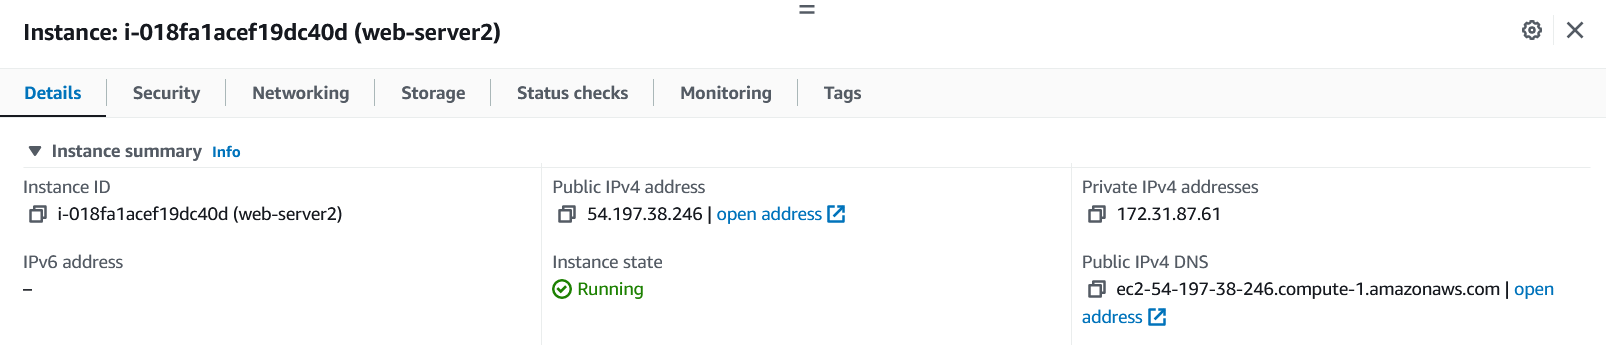 Instance: i-018fa1acef19dc40d (web-server2)
Details
Security
Networking
Storage
Status checks
Monitoring
Tags
Instance summary Info
Instance ID
i-018fa1acef19dc40d (web-server2)
Public IPv4 address
54.197.38.246 | open address
Private IPv4 addresses
172.31.87.61
IPv6 address
–
Instance state
Running
Public IPv4 DNS
ec2-54-197-38-246.compute-1.amazonaws.com | open
address